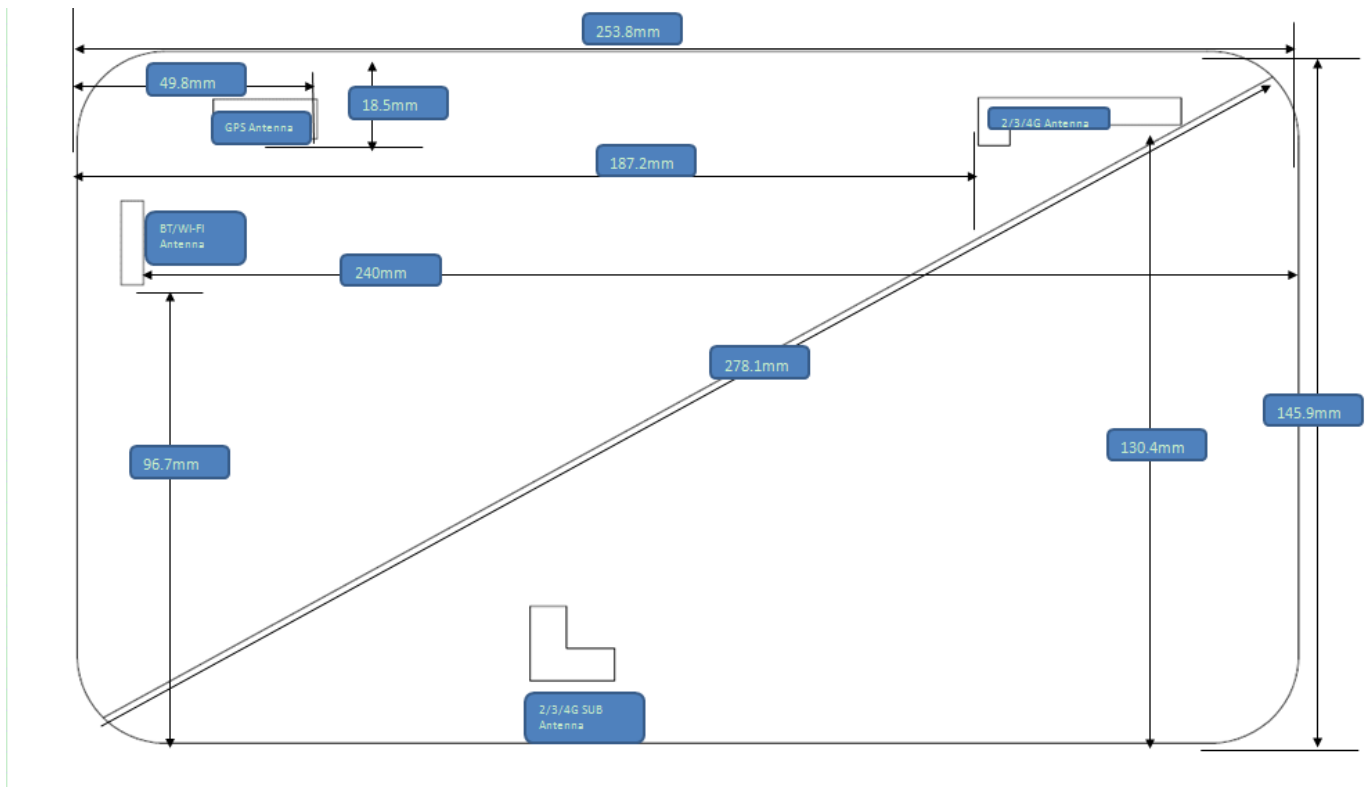 253.8mm
49.8mm
18.5mm
GPS Antenna
2/3/4G Antenna
187.2mm
BT/WI-FI
Antenna
240mm
278.1mm
145.9mm
130.4mm
96.7mm
2/3/4G SUB
Antenna